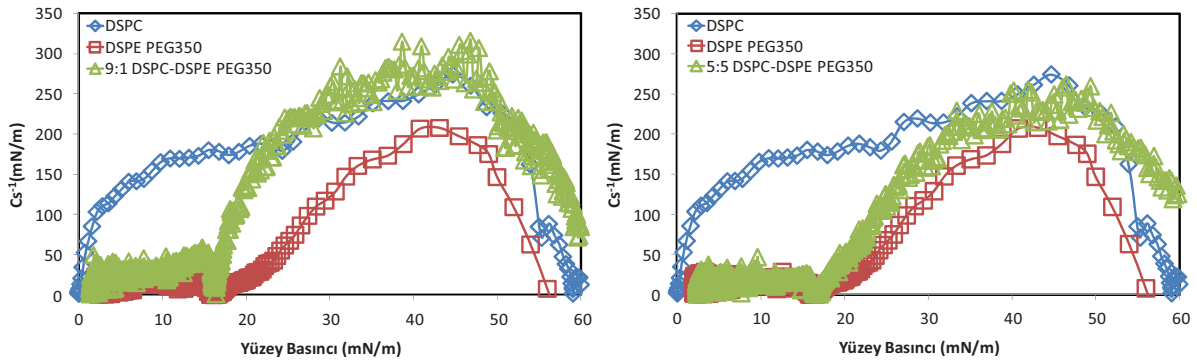 DSPC
DSPE PEG350
9:1 DSPC-DSPE PEG350
350
300
250
200
150
100
50
0
Cs⁻¹(mN/m)
0 10 20 30 40 50 60
Yüzey Basıncı (mN/m)
DSPC
DSPE PEG350
5:5 DSPC-DSPE PEG350
350
300
250
200
150
100
50
0
Cs⁻¹(mN/m)
0 10 20 30 40 50 60
Yüzey Basıncı (mN/m)